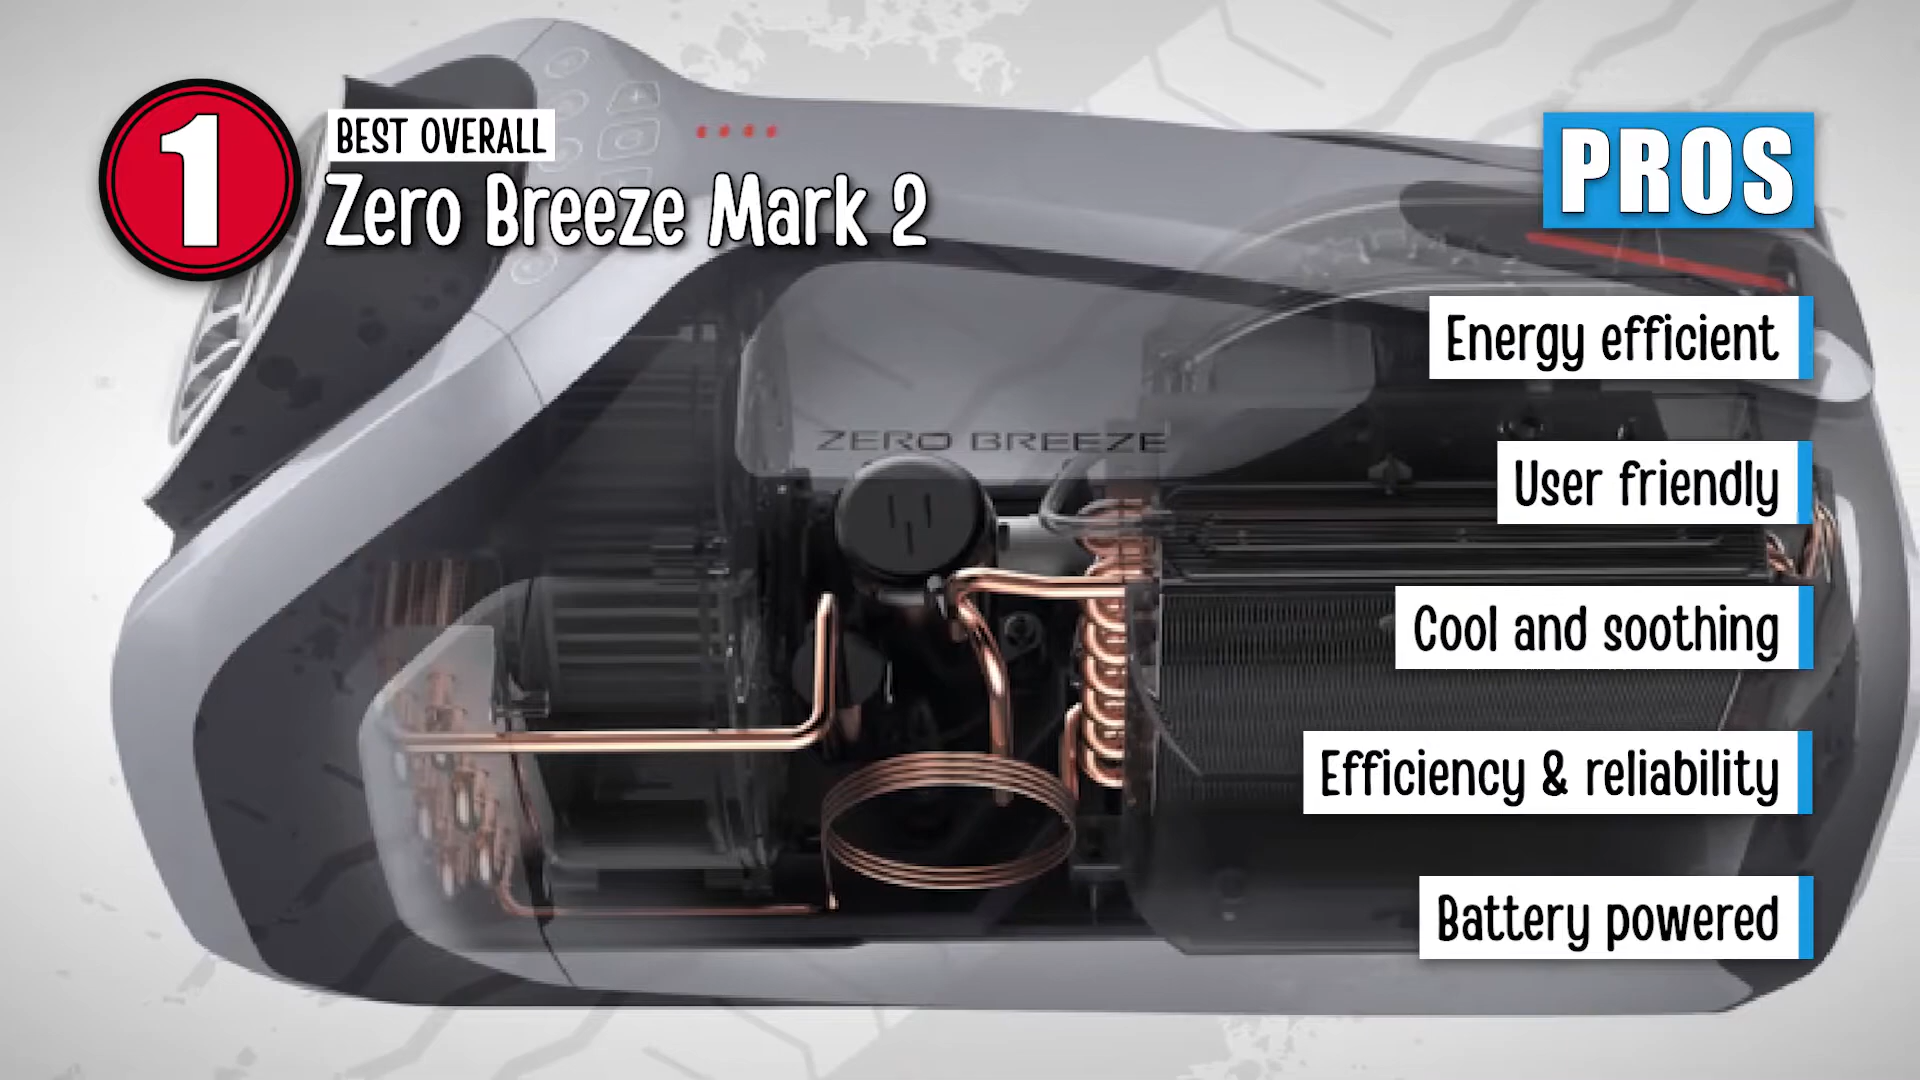 1
BEST OVERALL
Zero Breeze Mark 2
PROS
Energy efficient
User friendly
ZERO BREEZE
Cool and soothing
Efficiency & reliability
Battery powered